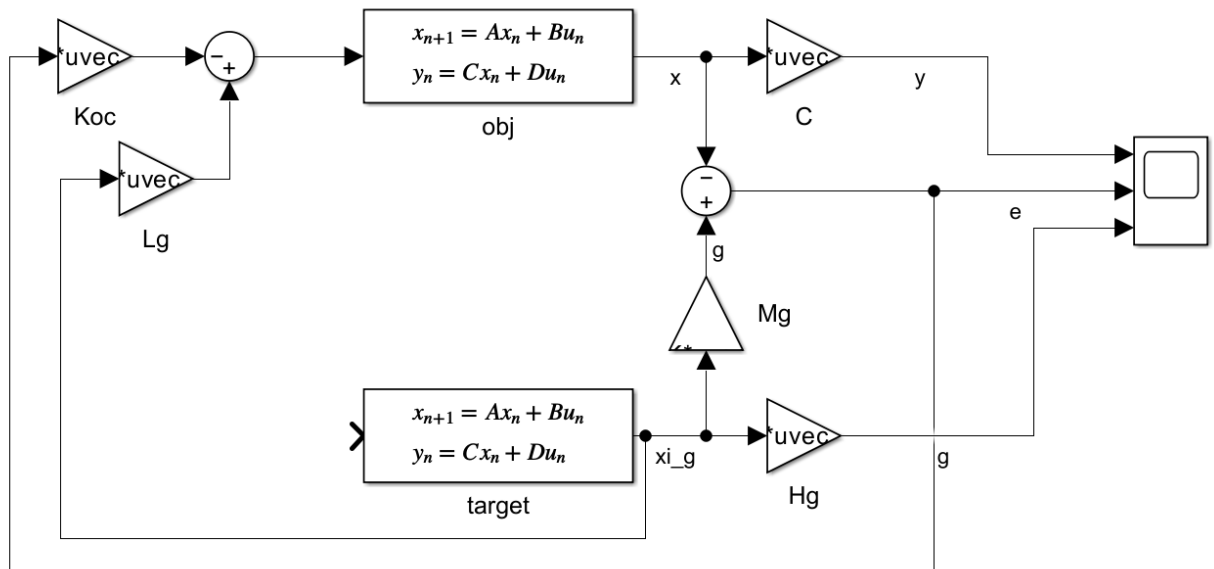 x_{n+1} = Ax_n + Bu_n
y_n = Cx_n + Du_n
obj
*uvec
Koc
−
+
*uvec
Lg
x
*uvec
C
y
−
+
e
g
Mg
x_{n+1} = Ax_n + Bu_n
y_n = Cx_n + Du_n
target
xi_g
*uvec
Hg
g